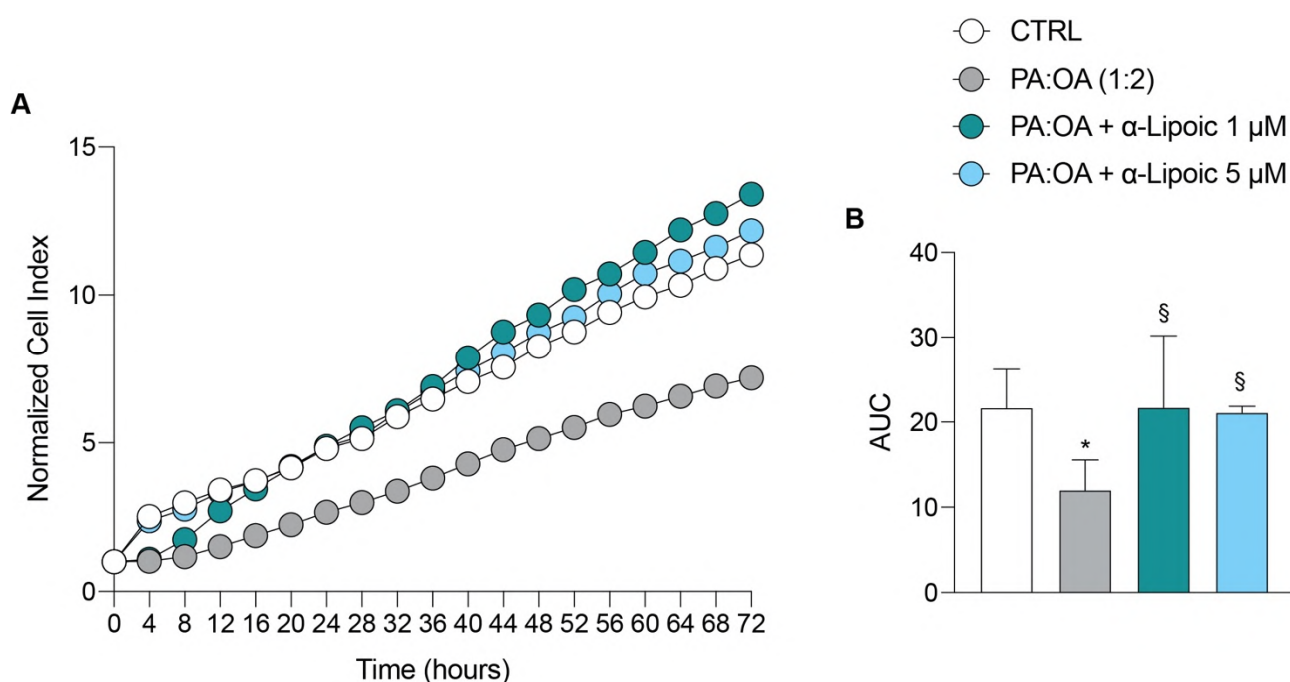 CTRL
PA:OA (1:2)
PA:OA + α-Lipoic 1 µM
PA:OA + α-Lipoic 5 µM
A
15
10
5
0
Normalized Cell Index
0 4 8 12 16 20 24 28 32 36 40 44 48 52 56 60 64 68 72
Time (hours)
B
40
30
20
10
0
AUC
*
§
§